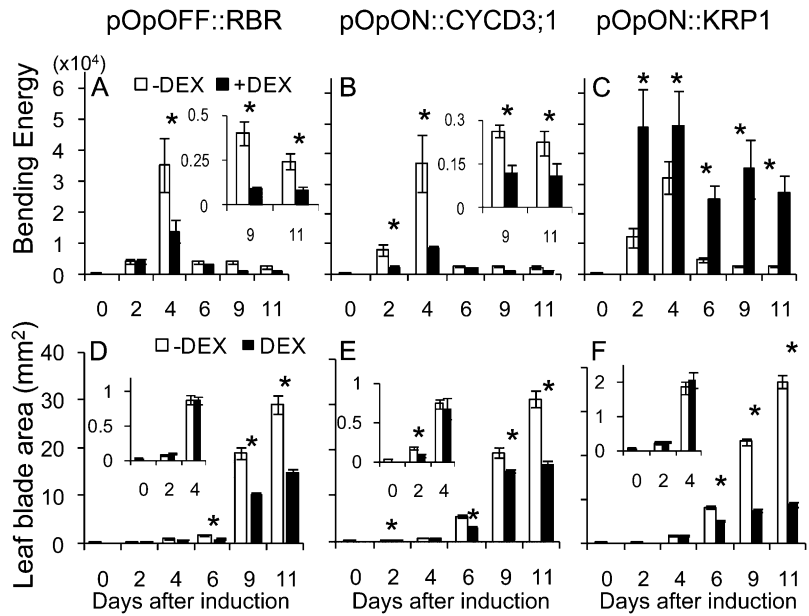 pOpOFF::RBR pOpON::CYCD3;1 pOpON::KRP1
(x10⁴)
Bending Energy
A -DEX +DEX
6
5
4
3
2
1
0
*
0.5
0.25
0
* *
9 11
0 2 4 6 9 11
B
* *
0.3
0.15
0
* *
9 11
0 2 4 6 9 11
C
* * * * *
0 2 4 6 9 11
Leaf blade area (mm²)
D -DEX DEX
40
30
20
10
0
1
0.5
0
0 2 4
* * *
0 2 4 6 9 11
Days after induction
E
1
0.5
0
*
0 2 4
* * * *
0 2 4 6 9 11
Days after induction
F
2
1
0
0 2 4
* * *
0 2 4 6 9 11
Days after induction